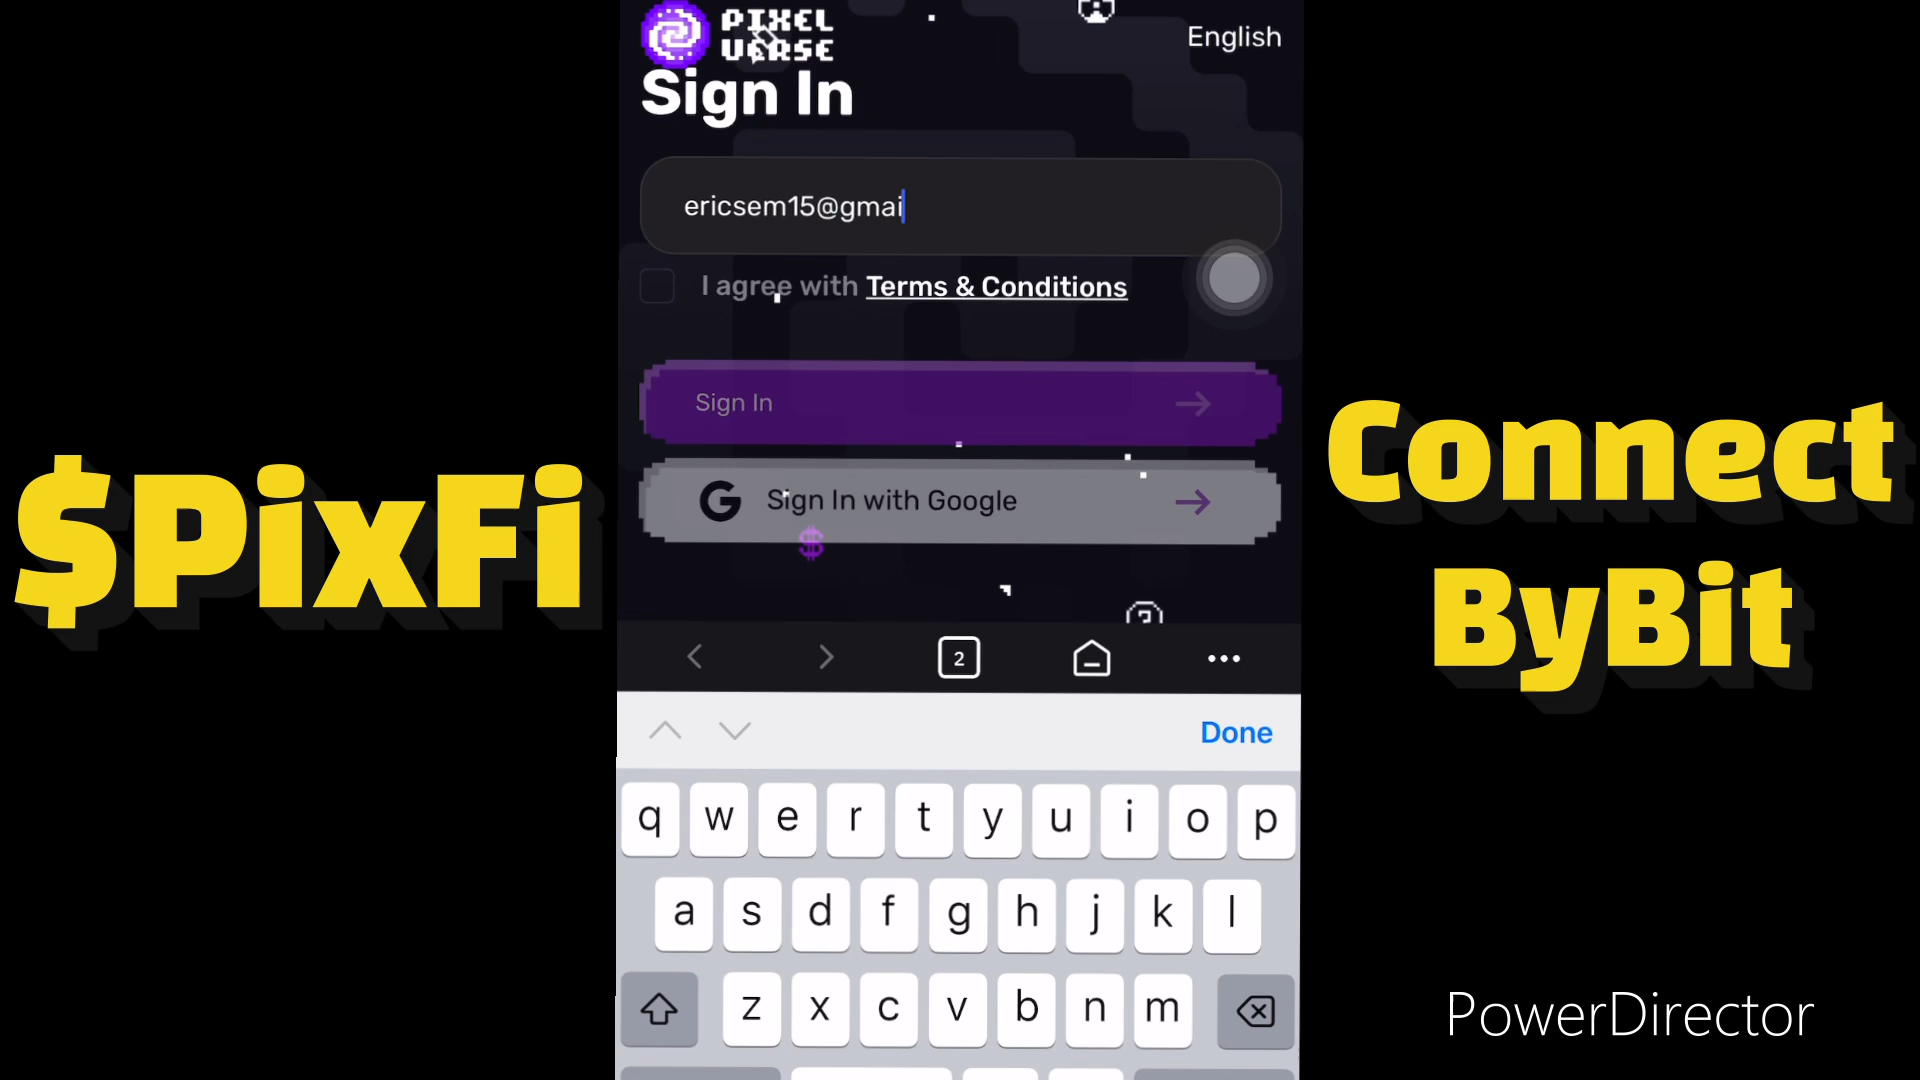 PIXEL
VERSE
English
Sign In
ericsem15@gmai
I agree with Terms & Conditions
Sign In
G Sign In with Google
$
$PixFi
Connect
ByBit
2
Done
q w e r t y u i o p
a s d f g h j k l
z x c v b n m
PowerDirector